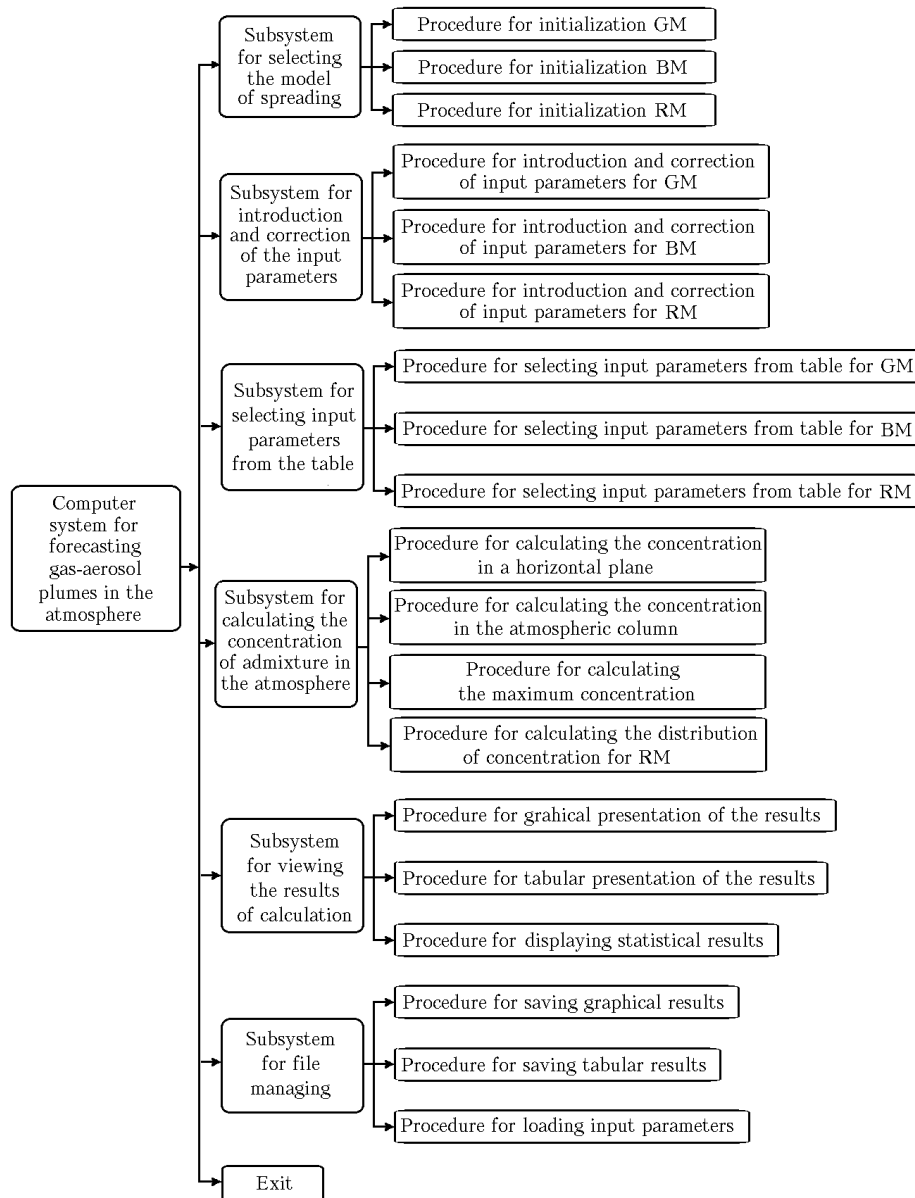 Subsystem
for selecting
the model
of spreading
Procedure for initialization GM
Procedure for initialization BM
Procedure for initialization RM
Subsystem for
introduction
and correction
of the input
parameters
Procedure for introduction and correction
of input parameters for GM
Procedure for introduction and correction
of input parameters for BM
Procedure for introduction and correction
of input parameters for RM
Subsystem for
selecting input
parameters
from the table
Procedure for selecting input parameters from table for GM
Procedure for selecting input parameters from table for BM
Procedure for selecting input parameters from table for RM
Computer
system for
forecasting
gas-aerosol
plumes in the
atmosphere
Subsystem for
calculating the
concentration
of admixture in
the atmosphere
Procedure for calculating the concentration
in a horizontal plane
Procedure for calculating the concentration
in the atmospheric column
Procedure for calculating
the maximum concentration
Procedure for calculating the distribution
of concentration for RM
Subsystem
for viewing
the results
of calculation
Procedure for grahical presentation of the results
Procedure for tabular presentation of the results
Procedure for displaying statistical results
Subsystem
for file
managing
Procedure for saving graphical results
Procedure for saving tabular results
Procedure for loading input parameters
Exit